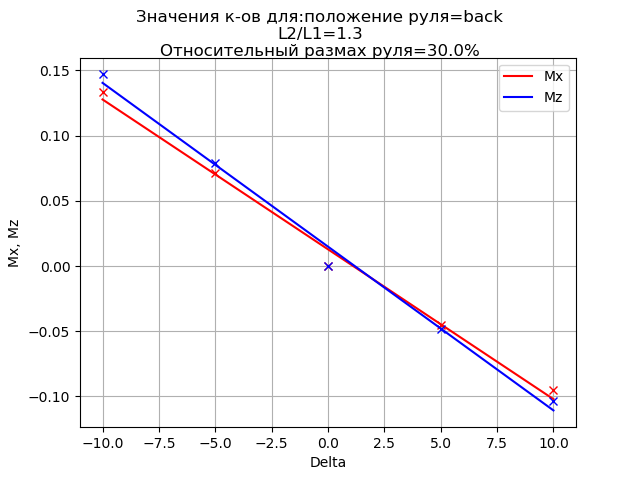 Значения к-ов для:положение руля=back
L2/L1=1.3
Относительный размах руля=30.0%
Mx
Mz
0.15
0.10
0.05
0.00
−0.05
−0.10
Mx, Mz
−10.0 −7.5 −5.0 −2.5 0.0 2.5 5.0 7.5 10.0
Delta